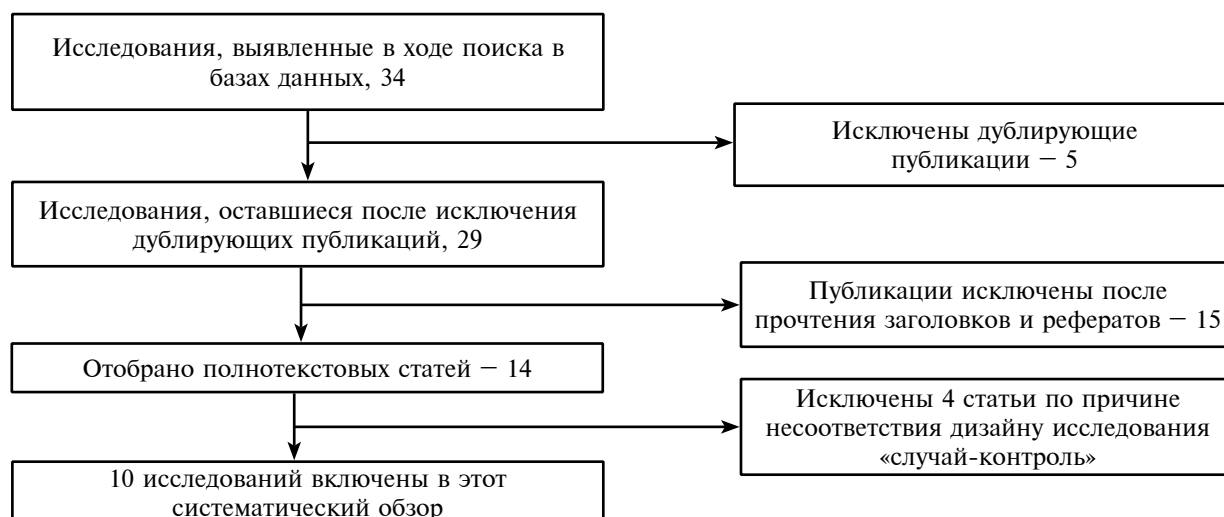 Исследования, выявленные в ходе поиска в
базах данных, 34
Исключены дублирующие
публикации − 5
Исследования, оставшиеся после исключения
дублирующих публикаций, 29
Публикации исключены после
прочтения заголовков и рефератов − 15
Отобрано полнотекстовых статей − 14
Исключены 4 статьи по причине
несоответствия дизайну исследования
«случай-контроль»
10 исследований включены в этот
систематический обзор